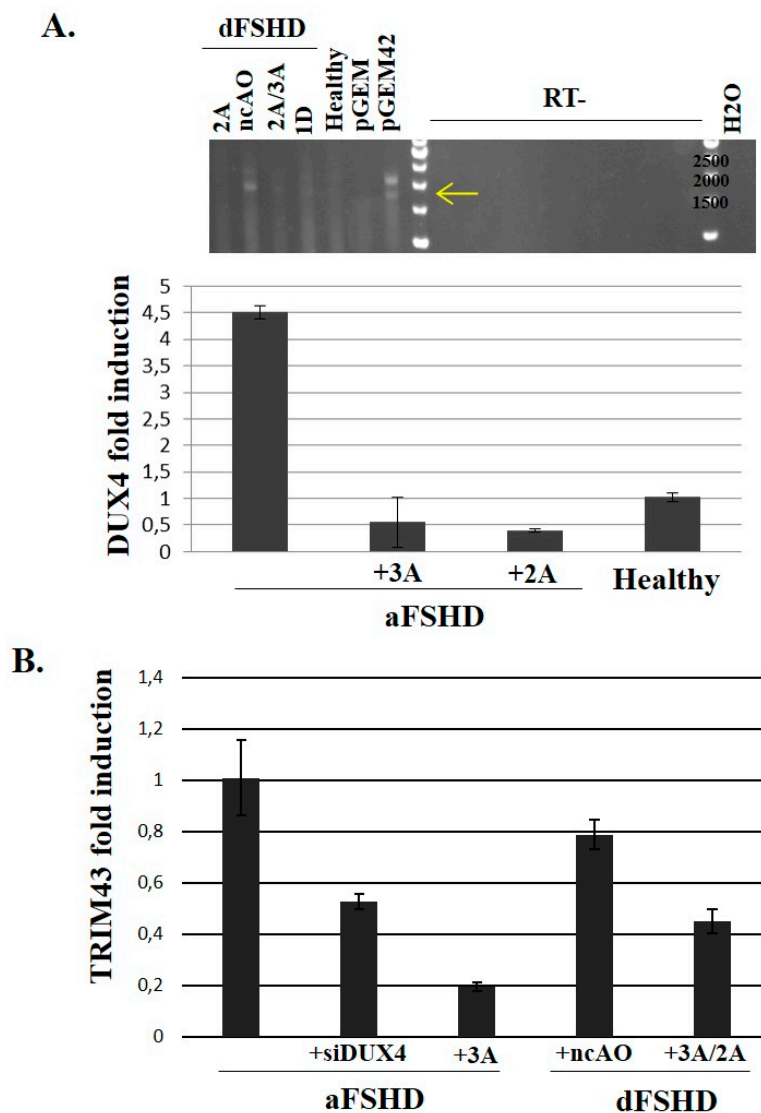 A.
dFSHD
2A ncAO 2A/3A 1D Healthy pGEM pGEM42 RT- H2O
2500
2000
1500
DUX4 fold induction
5
4,5
4
3,5
3
2,5
2
1,5
1
0,5
0
+3A +2A Healthy
aFSHD
B.
TRIM43 fold induction
1,4
1,2
1
0,8
0,6
0,4
0,2
0
+siDUX4 +3A +ncAO +3A/2A
aFSHD dFSHD